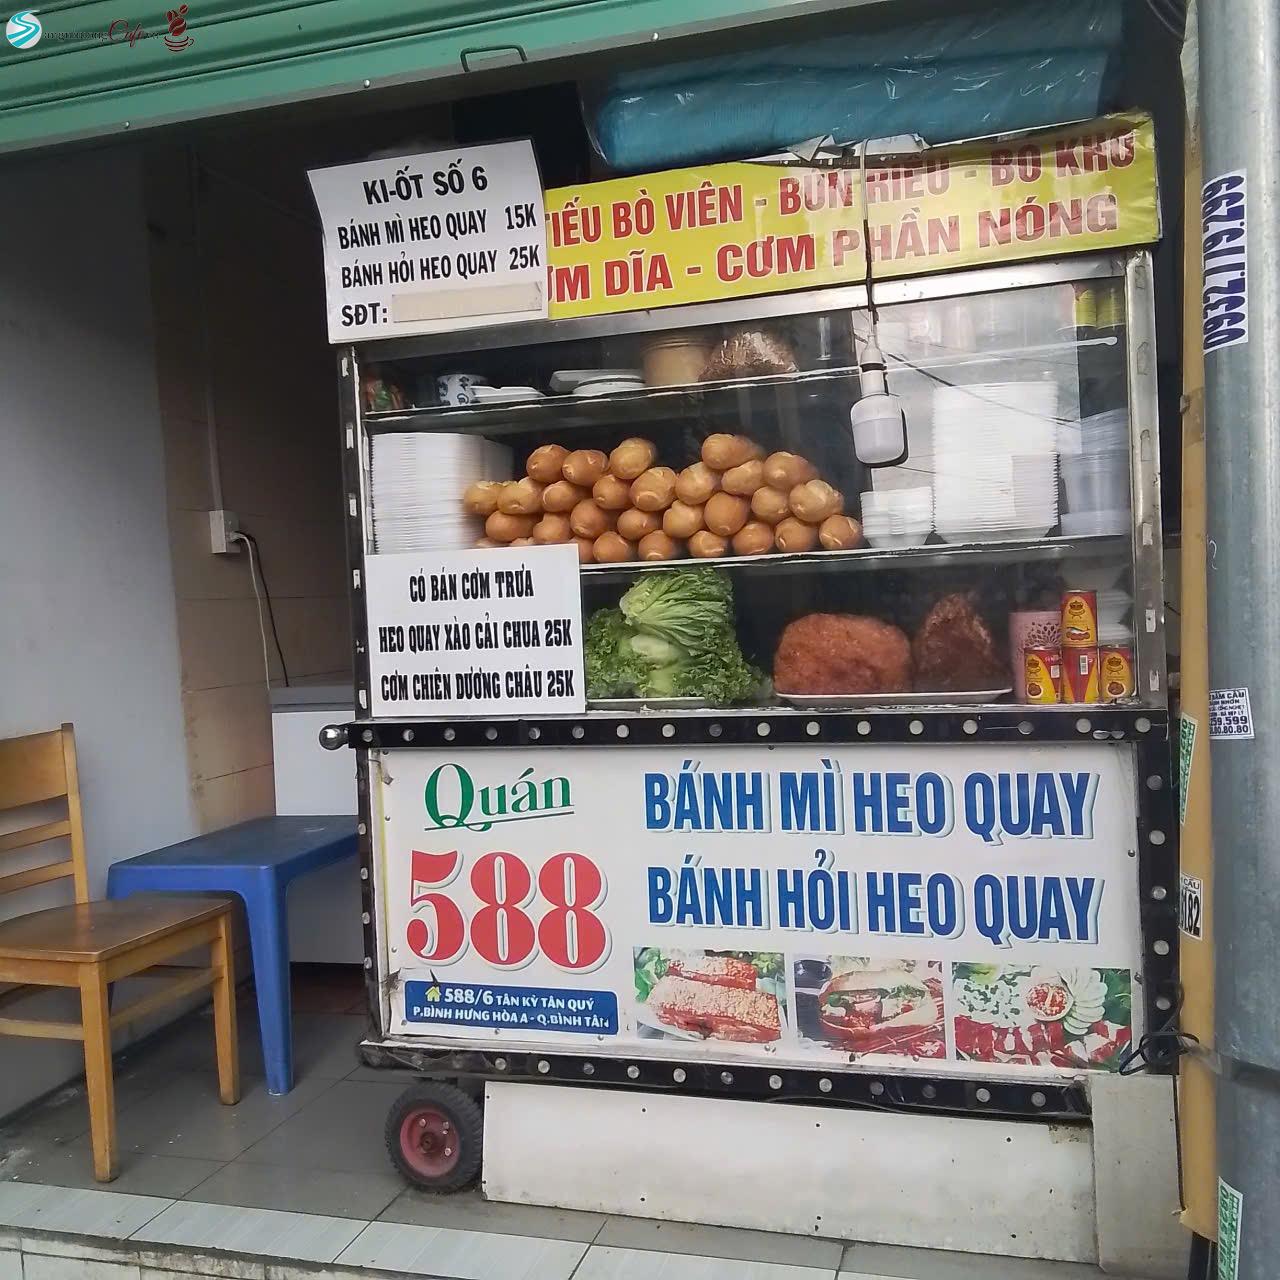 Cafe
KI-ỐT SỐ 6
BÁNH MÌ HEO QUAY 15K
BÁNH HỎI HEO QUAY 25K
SĐT:
TIẾU BÒ VIÊN - BÚN RIÊU - BÒ KHO
ƠM DĨA - CƠM PHẦN NÓNG
CÓ BÁN CƠM TRƯA
HEO QUAY XÀO CẢI CHUA 25K
CƠM CHIÊN DƯƠNG CHÂU 25K
Quán
588
588/6 TÂN KỲ TÂN QUÝ
P.BÌNH HƯNG HÒA A - Q.BÌNH TÂN
BÁNH MÌ HEO QUAY
BÁNH HỎI HEO QUAY